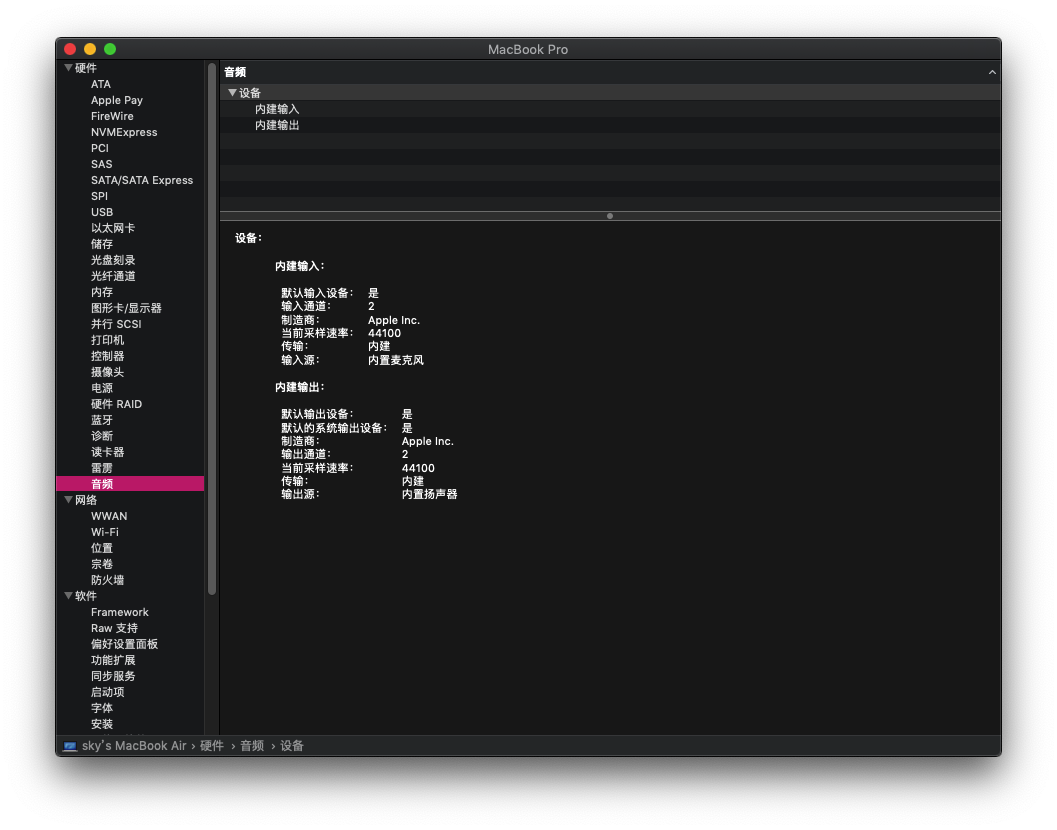 MacBook Pro
硬件
ATA
Apple Pay
FireWire
NVMExpress
PCI
SAS
SATA/SATA Express
SPI
USB
以太网卡
储存
光盘刻录
光纤通道
内存
图形卡/显示器
并行 SCSI
打印机
控制器
摄像头
电源
硬件 RAID
蓝牙
诊断
读卡器
雷雳
音频
网络
WWAN
Wi-Fi
位置
宗卷
防火墙
软件
Framework
Raw 支持
偏好设置面板
功能扩展
同步服务
启动项
字体
安装
音频
设备
内建输入
内建输出
设备：
内建输入：
默认输入设备： 是
输入通道： 2
制造商： Apple Inc.
当前采样速率： 44100
传输： 内建
输入源： 内置麦克风
内建输出：
默认输出设备： 是
默认的系统输出设备： 是
制造商： Apple Inc.
输出通道： 2
当前采样速率： 44100
传输： 内建
输出源： 内置扬声器
sky's MacBook Air › 硬件 › 音频 › 设备